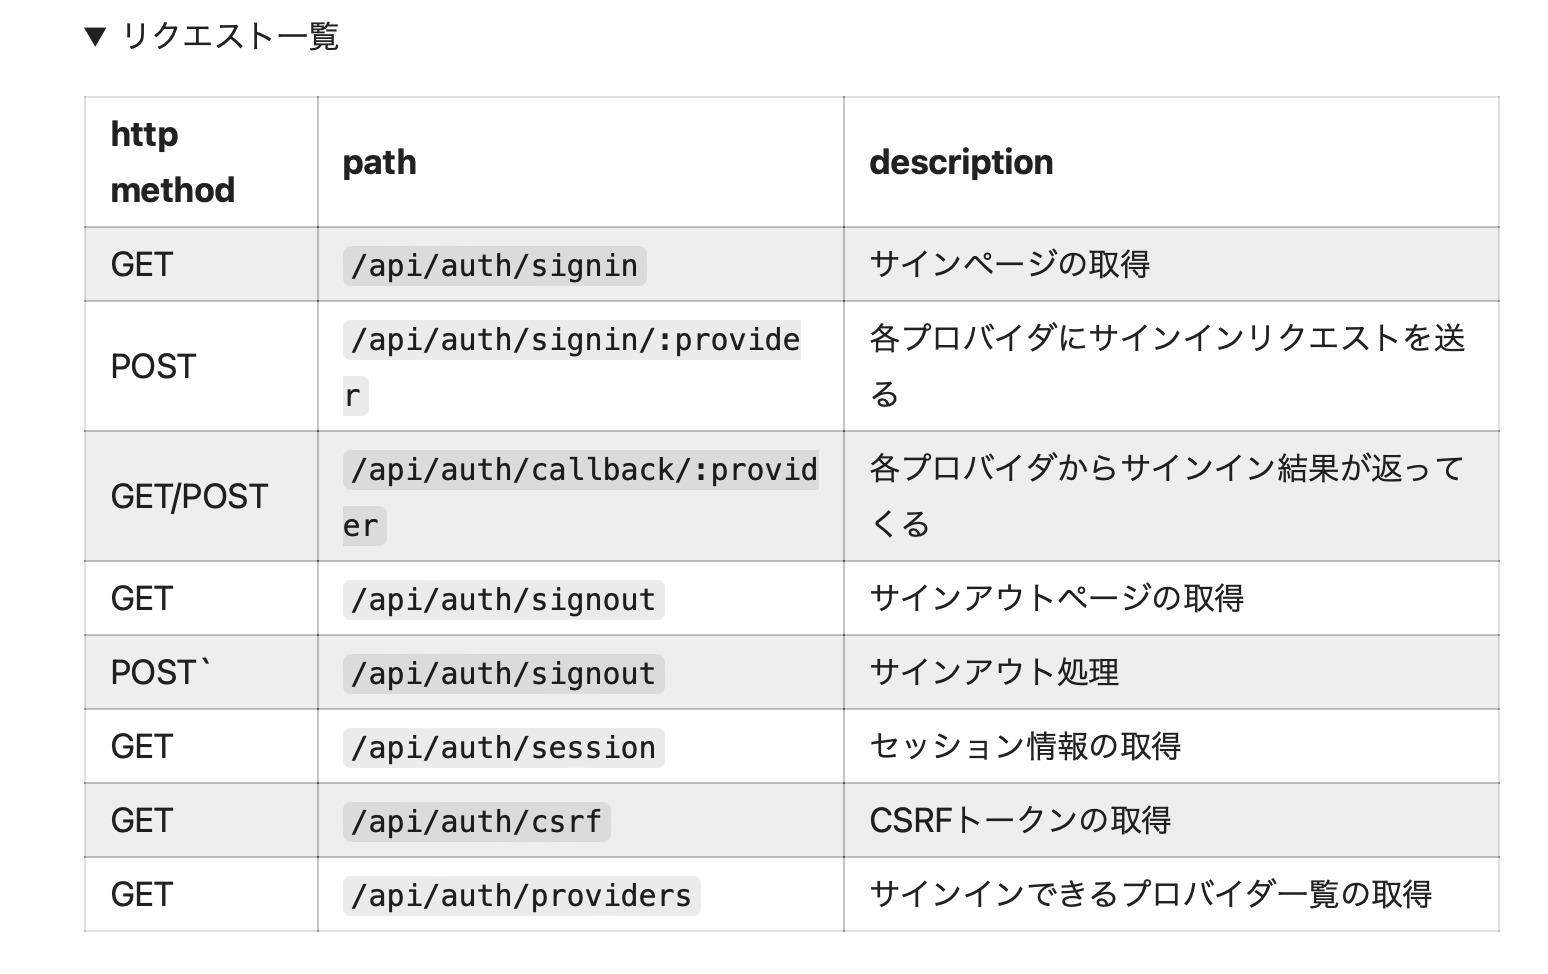 ▼ リクエスト一覧
http
method
path
description
GET
/api/auth/signin
サインページの取得
POST
/api/auth/signin/:provide
r
各プロバイダにサインインリクエストを送
る
GET/POST
/api/auth/callback/:provid
er
各プロバイダからサインイン結果が返って
くる
GET
/api/auth/signout
サインアウトページの取得
POST`
/api/auth/signout
サインアウト処理
GET
/api/auth/session
セッション情報の取得
GET
/api/auth/csrf
CSRFトークンの取得
GET
/api/auth/providers
サインインできるプロバイダ一覧の取得